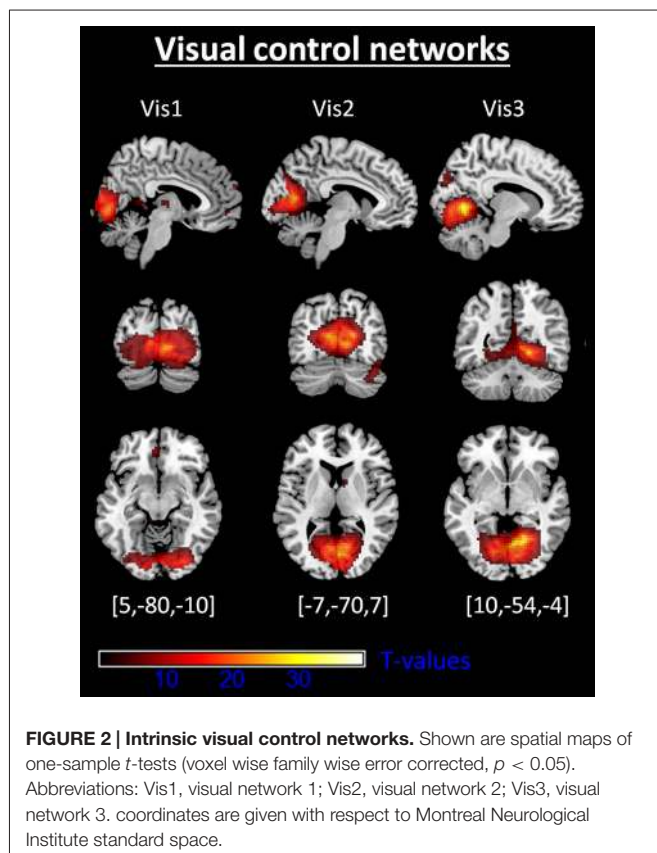 Visual control networks
Vis1 Vis2 Vis3
[5,-80,-10] [-7,-70,7] [10,-54,-4]
T-values
10 20 30
FIGURE 2 | Intrinsic visual control networks. Shown are spatial maps of
one-sample t-tests (voxel wise family wise error corrected, p < 0.05).
Abbreviations: Vis1, visual network 1; Vis2, visual network 2; Vis3, visual
network 3. coordinates are given with respect to Montreal Neurological
Institute standard space.